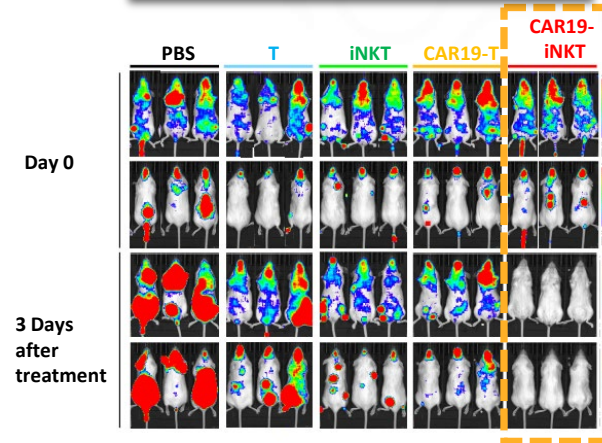 PBS
T
iNKT
CAR19-T
CAR19-
iNKT
Day 0
3 Days
after
treatment